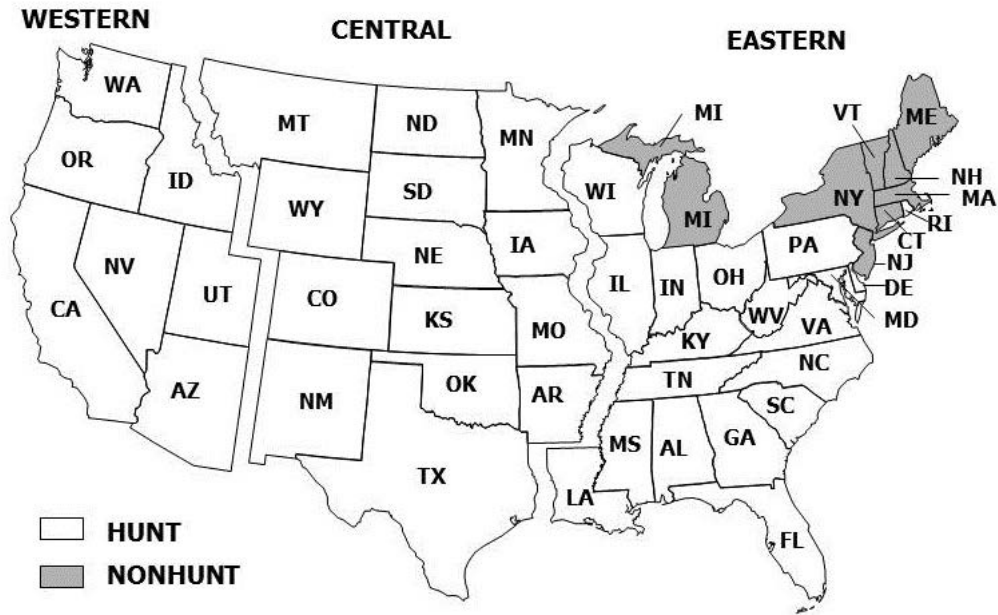 WESTERN
CENTRAL
EASTERN
WA
MT
ND
MN
MI
VT
ME
OR
ID
SD
WI
NH
MA
WY
MI
NY
RI
CT
NV
NE
IA
PA
NJ
UT
CO
IL
IN
OH
DE
CA
KS
MO
WV
VA
MD
KY
NC
AZ
NM
OK
AR
TN
SC
MS
AL
GA
TX
LA
FL
HUNT
NONHUNT